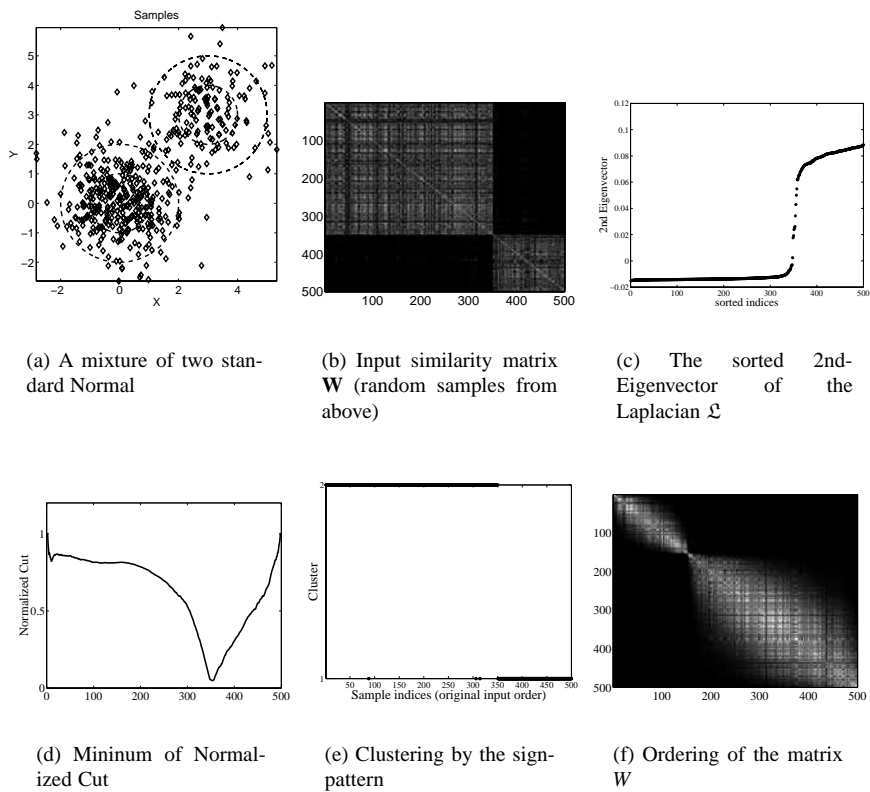 Samples
5
4
3
2
1
0
−1
−2
Y
−2 0 2 4
X
100
200
300
400
500
100 200 300 400 500
0.12
0.1
0.08
0.06
0.04
0.02
0
−0.02
2nd Eigenvector
0 100 200 300 400 500
sorted indices
(a) A mixture of two stan-
dard Normal
(b) Input similarity matrix
W (random samples from
above)
(c) The sorted 2nd-
Eigenvector of the
Laplacian 𝔏
1
0.5
0
Normalized Cut
0 100 200 300 400 500
2
1
Cluster
50 100 150 200 250 300 350 400 450 500
Sample indices (original input order)
100
200
300
400
500
100 200 300 400 500
(d) Mininum of Normal-
ized Cut
(e) Clustering by the sign-
pattern
(f) Ordering of the matrix
W